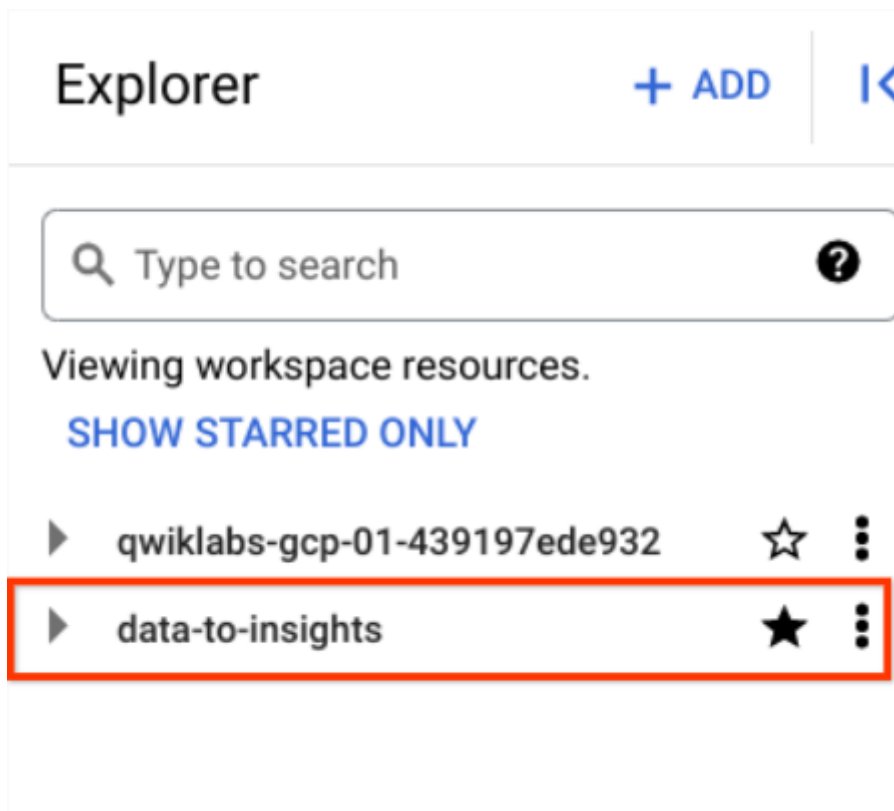 Explorer + ADD
Type to search
Viewing workspace resources.
SHOW STARRED ONLY
qwiklabs-gcp-01-439197ede932
data-to-insights